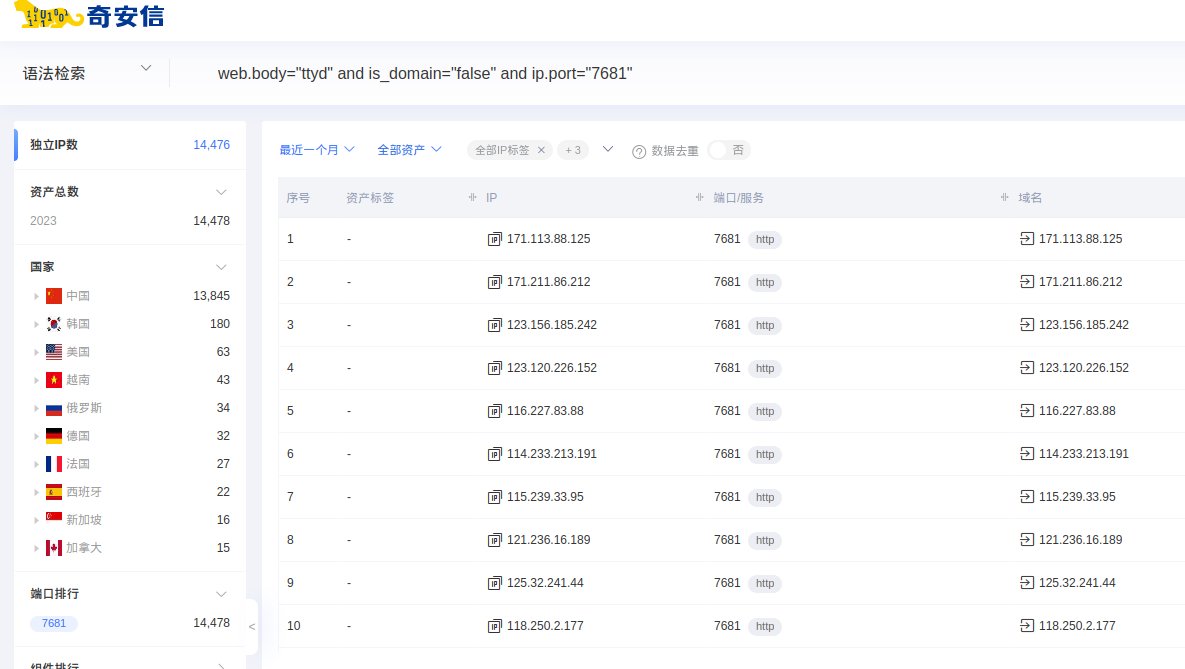 奇安信
语法检索 web.body="ttyd" and is_domain="false" and ip.port="7681"
独立IP数 14,476
资产总数
2023 14,478
国家
中国 13,845
韩国 180
美国 63
越南 43
俄罗斯 34
德国 32
法国 27
西班牙 22
新加坡 16
加拿大 15
端口排行
7681 14,478
组件排行
<
最近一个月 全部资产 全部IP标签 × + 3 ? 数据去重 否
序号 资产标签 IP 端口/服务 域名
1 - IP 171.113.88.125 7681 http 171.113.88.125
2 - IP 171.211.86.212 7681 http 171.211.86.212
3 - IP 123.156.185.242 7681 http 123.156.185.242
4 - IP 123.120.226.152 7681 http 123.120.226.152
5 - IP 116.227.83.88 7681 http 116.227.83.88
6 - IP 114.233.213.191 7681 http 114.233.213.191
7 - IP 115.239.33.95 7681 http 115.239.33.95
8 - IP 121.236.16.189 7681 http 121.236.16.189
9 - IP 125.32.241.44 7681 http 125.32.241.44
10 - IP 118.250.2.177 7681 http 118.250.2.177